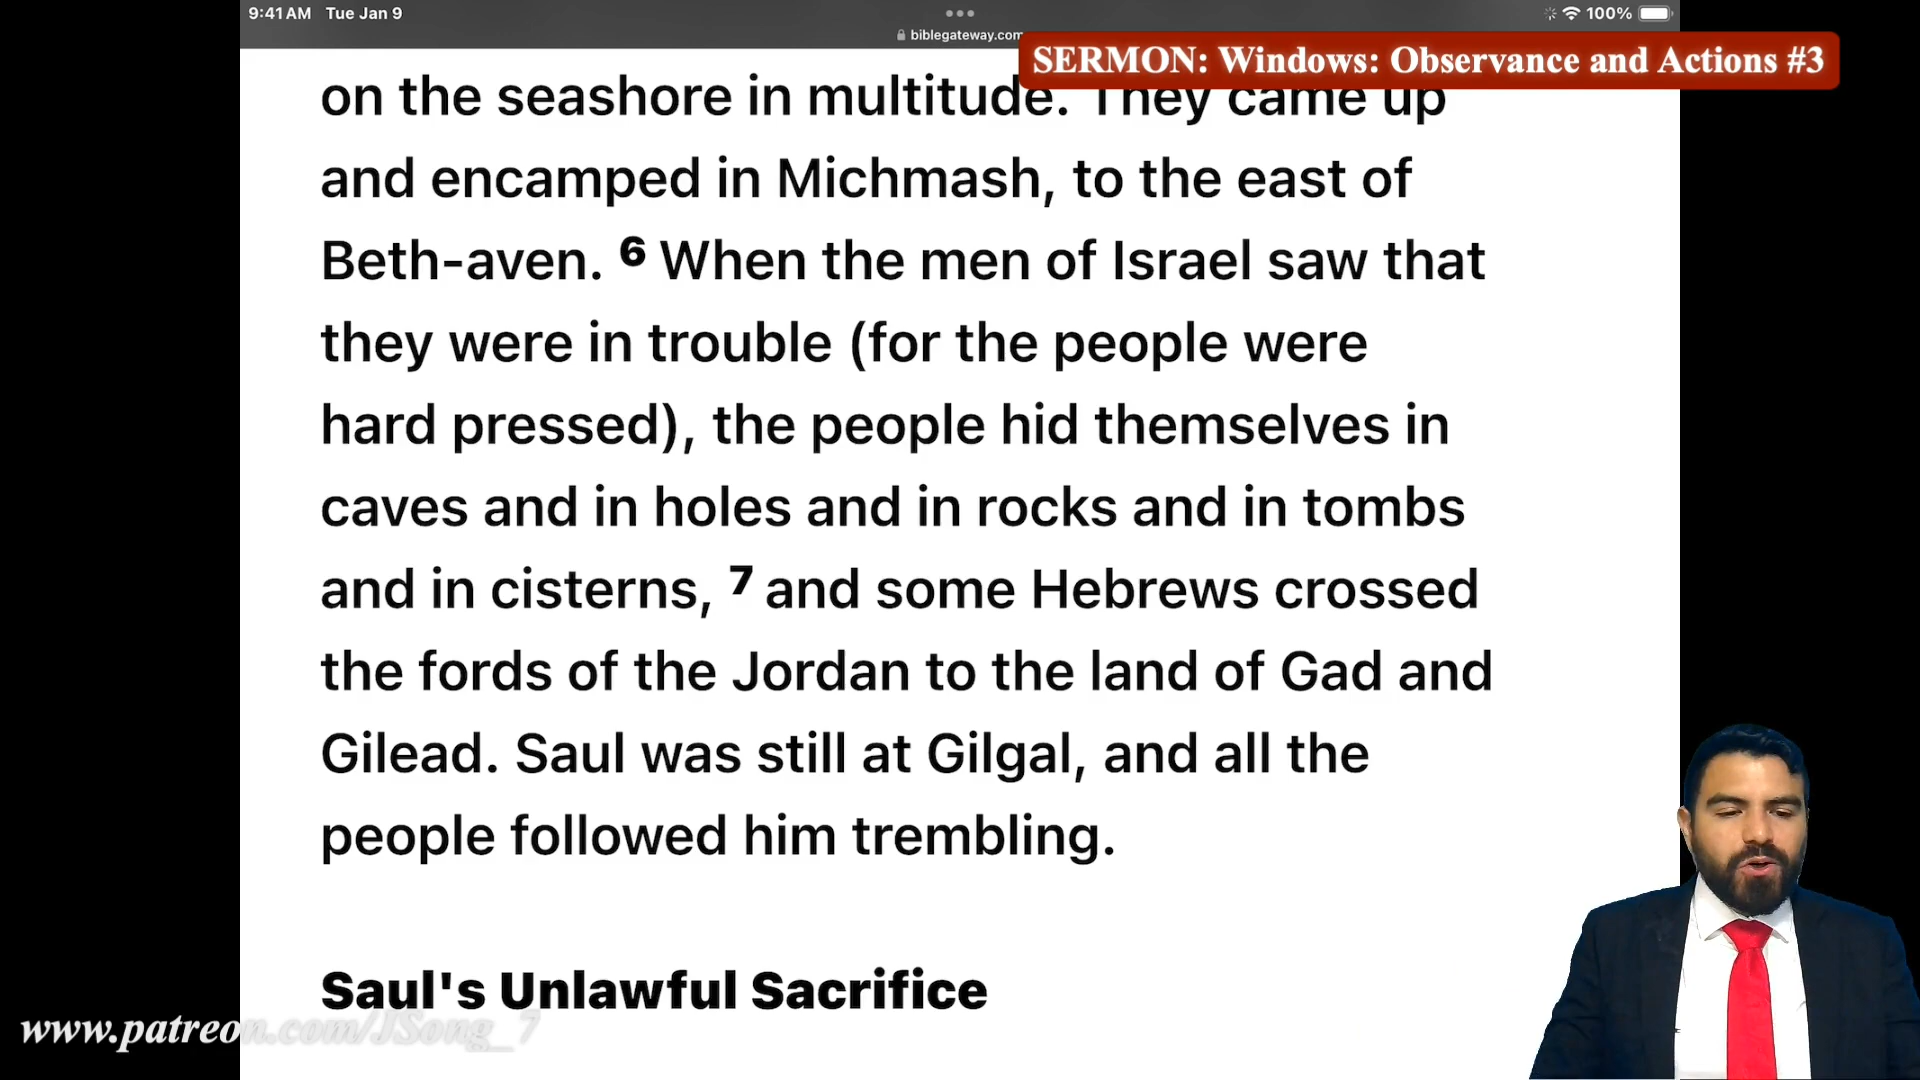 9:41 AM Tue Jan 9
100%
biblegateway.com
SERMON: Windows: Observance and Actions #3
on the seashore in multitude. They came up
and encamped in Michmash, to the east of
Beth-aven. 6 When the men of Israel saw that
they were in trouble (for the people were
hard pressed), the people hid themselves in
caves and in holes and in rocks and in tombs
and in cisterns, 7 and some Hebrews crossed
the fords of the Jordan to the land of Gad and
Gilead. Saul was still at Gilgal, and all the
people followed him trembling.
Saul's Unlawful Sacrifice
www.patreon.com/JSong_7